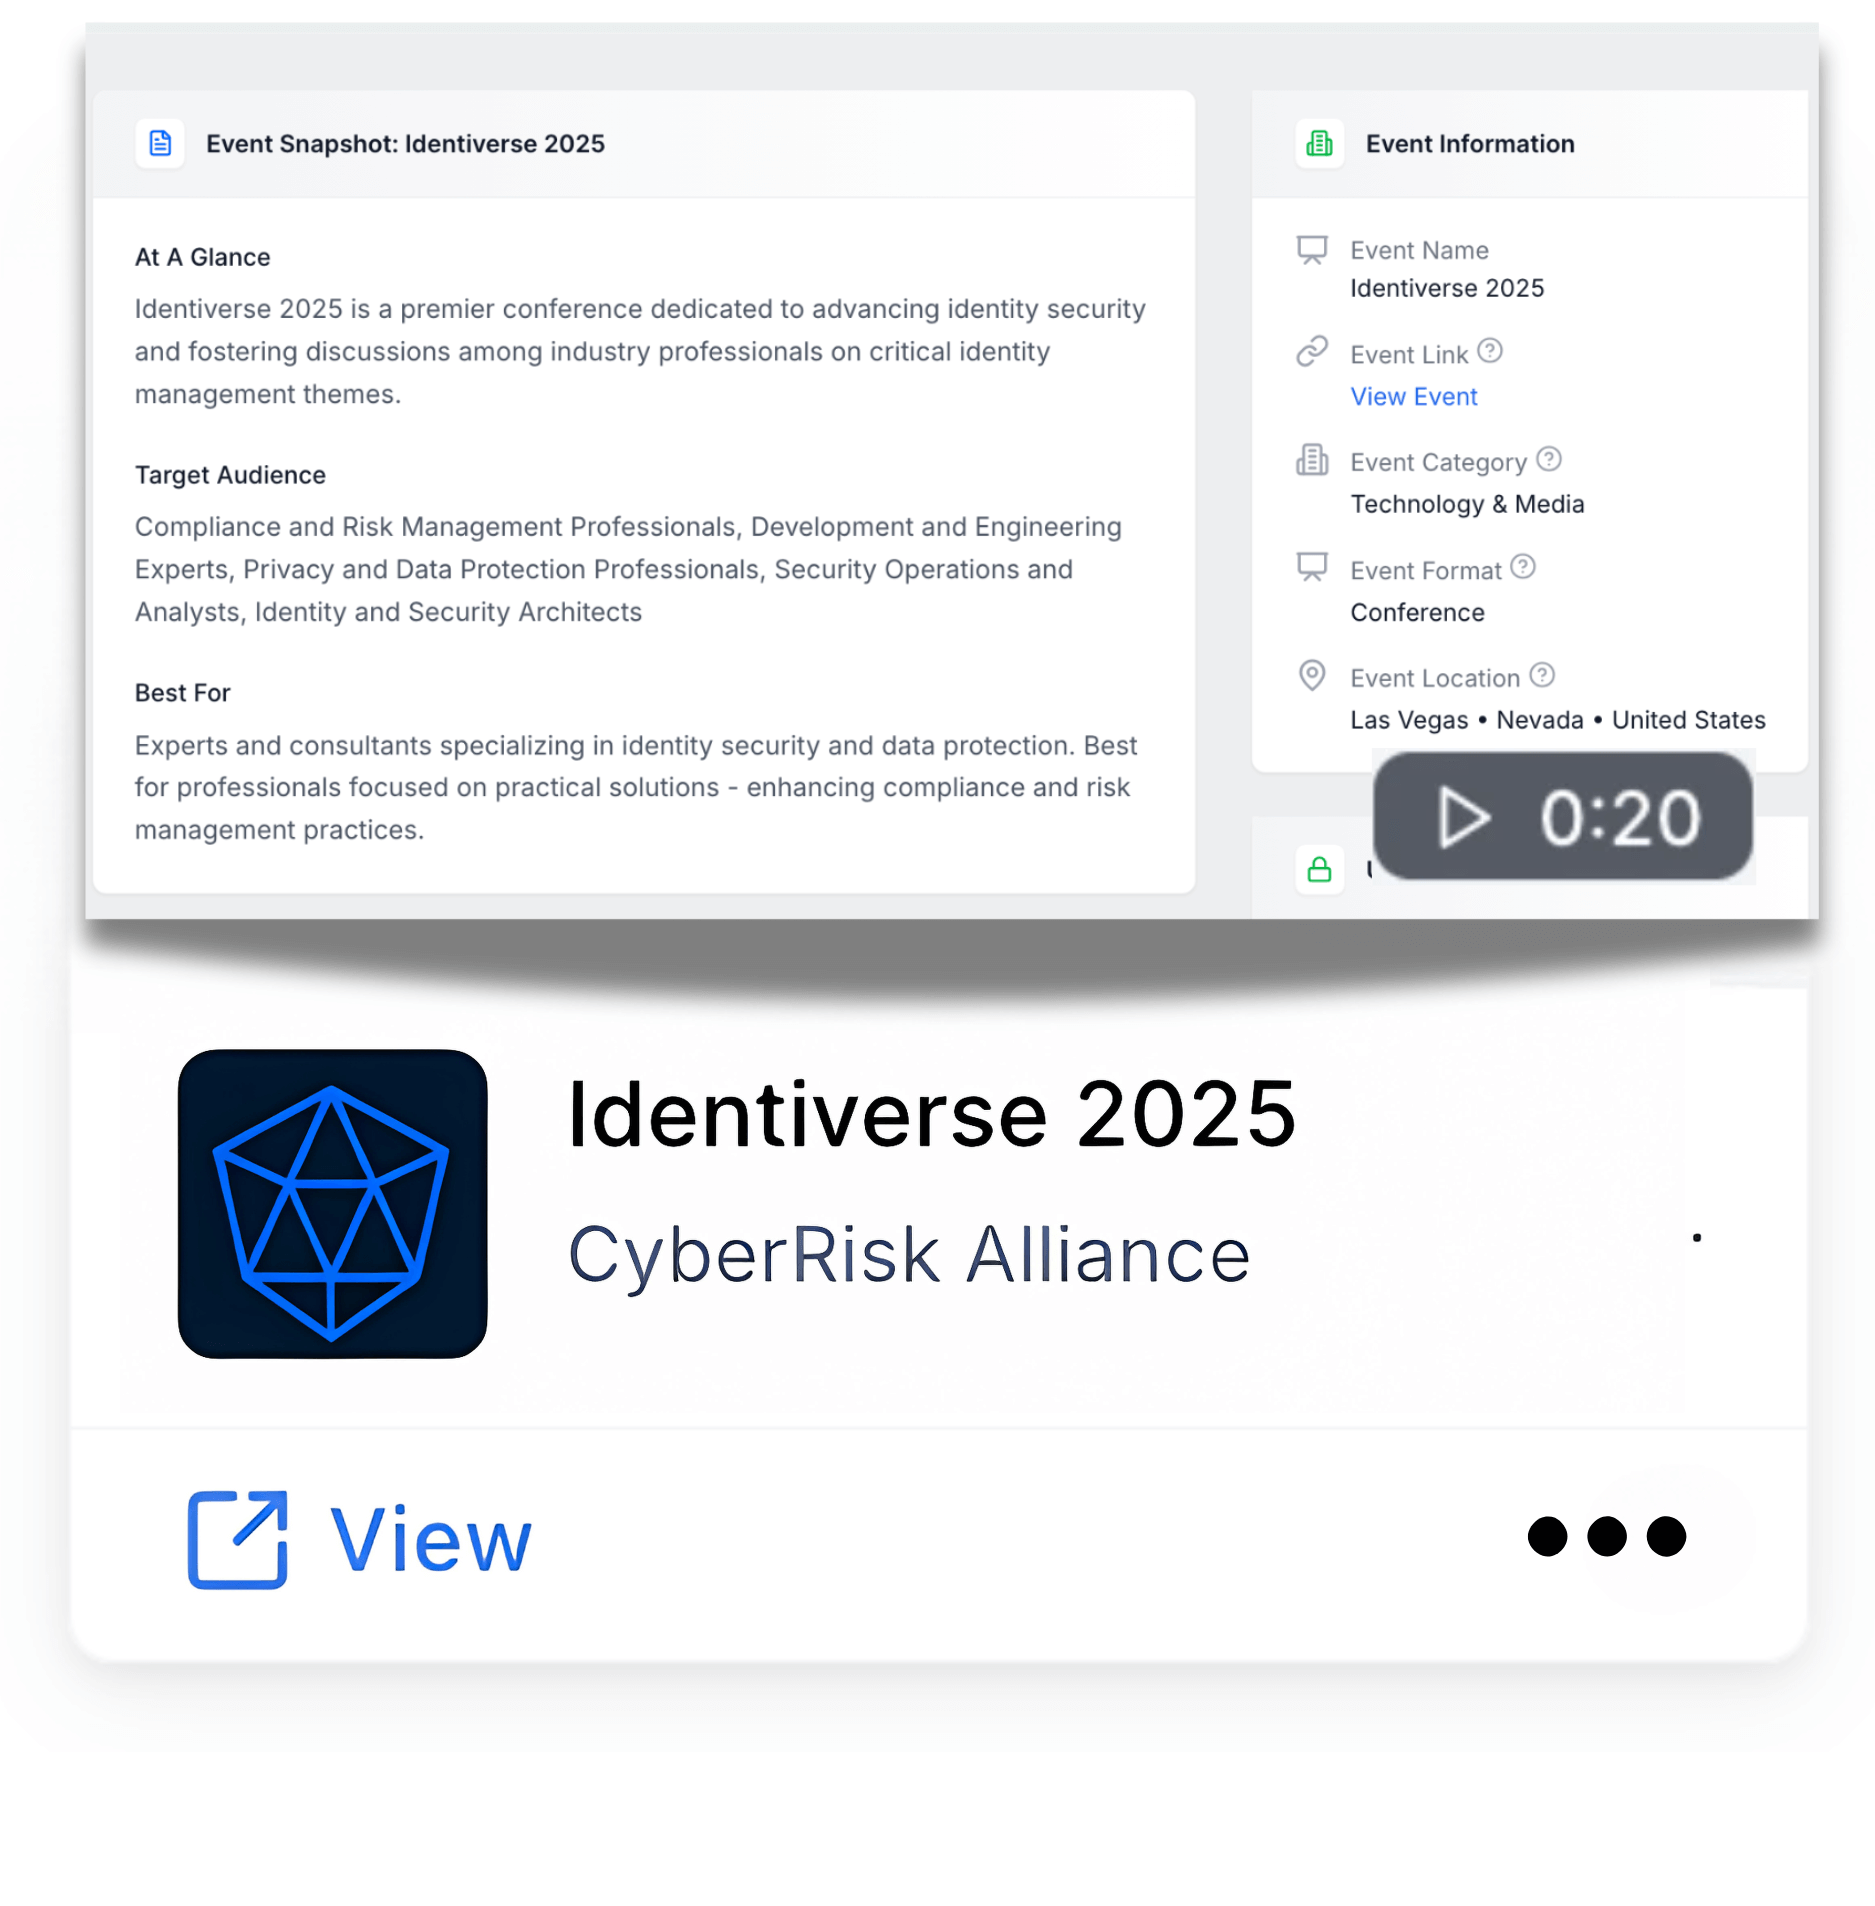 Event Snapshot: Identiverse 2025
At A Glance
Identiverse 2025 is a premier conference dedicated to advancing identity security
and fostering discussions among industry professionals on critical identity
management themes.
Target Audience
Compliance and Risk Management Professionals, Development and Engineering
Experts, Privacy and Data Protection Professionals, Security Operations and
Analysts, Identity and Security Architects
Best For
Experts and consultants specializing in identity security and data protection. Best
for professionals focused on practical solutions - enhancing compliance and risk
management practices.
Event Information
Event Name
Identiverse 2025
Event Link
View Event
Event Category
Technology & Media
Event Format
Conference
Event Location
Las Vegas • Nevada • United States
0:20
Identiverse 2025
CyberRisk Alliance
View